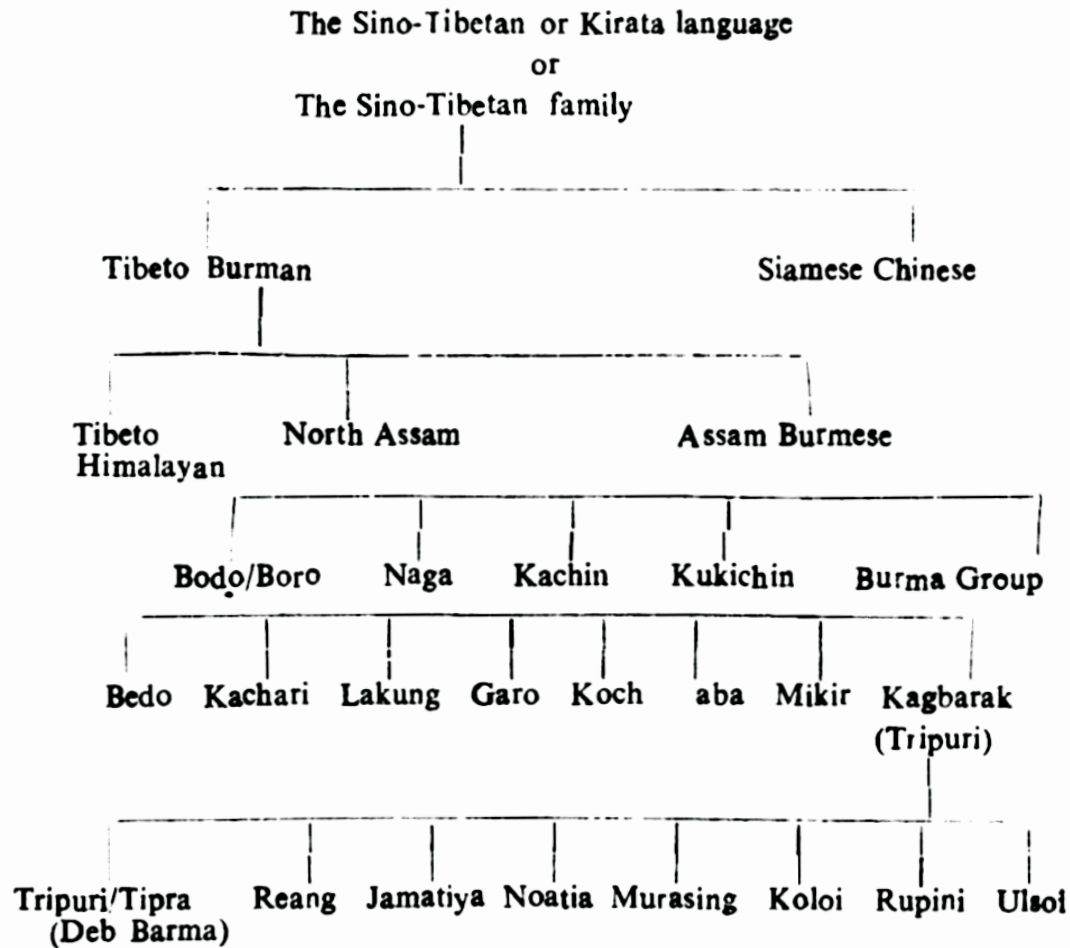 The Sino-Tibetan or Kirata language
or
The Sino-Tibetan family
Tibeto Burman Siamese Chinese
Tibeto Himalayan North Assam Assam Burmese
Bodo/Boro Naga Kachin Kukichin Burma Group
Bedo Kachari Lakung Garo Koch aba Mikir Kagbarak
(Tripuri)
Tripuri/Tipra Reang Jamatiya Noatia Murasing Koloi Rupini Ulsoi
(Deb Barma)